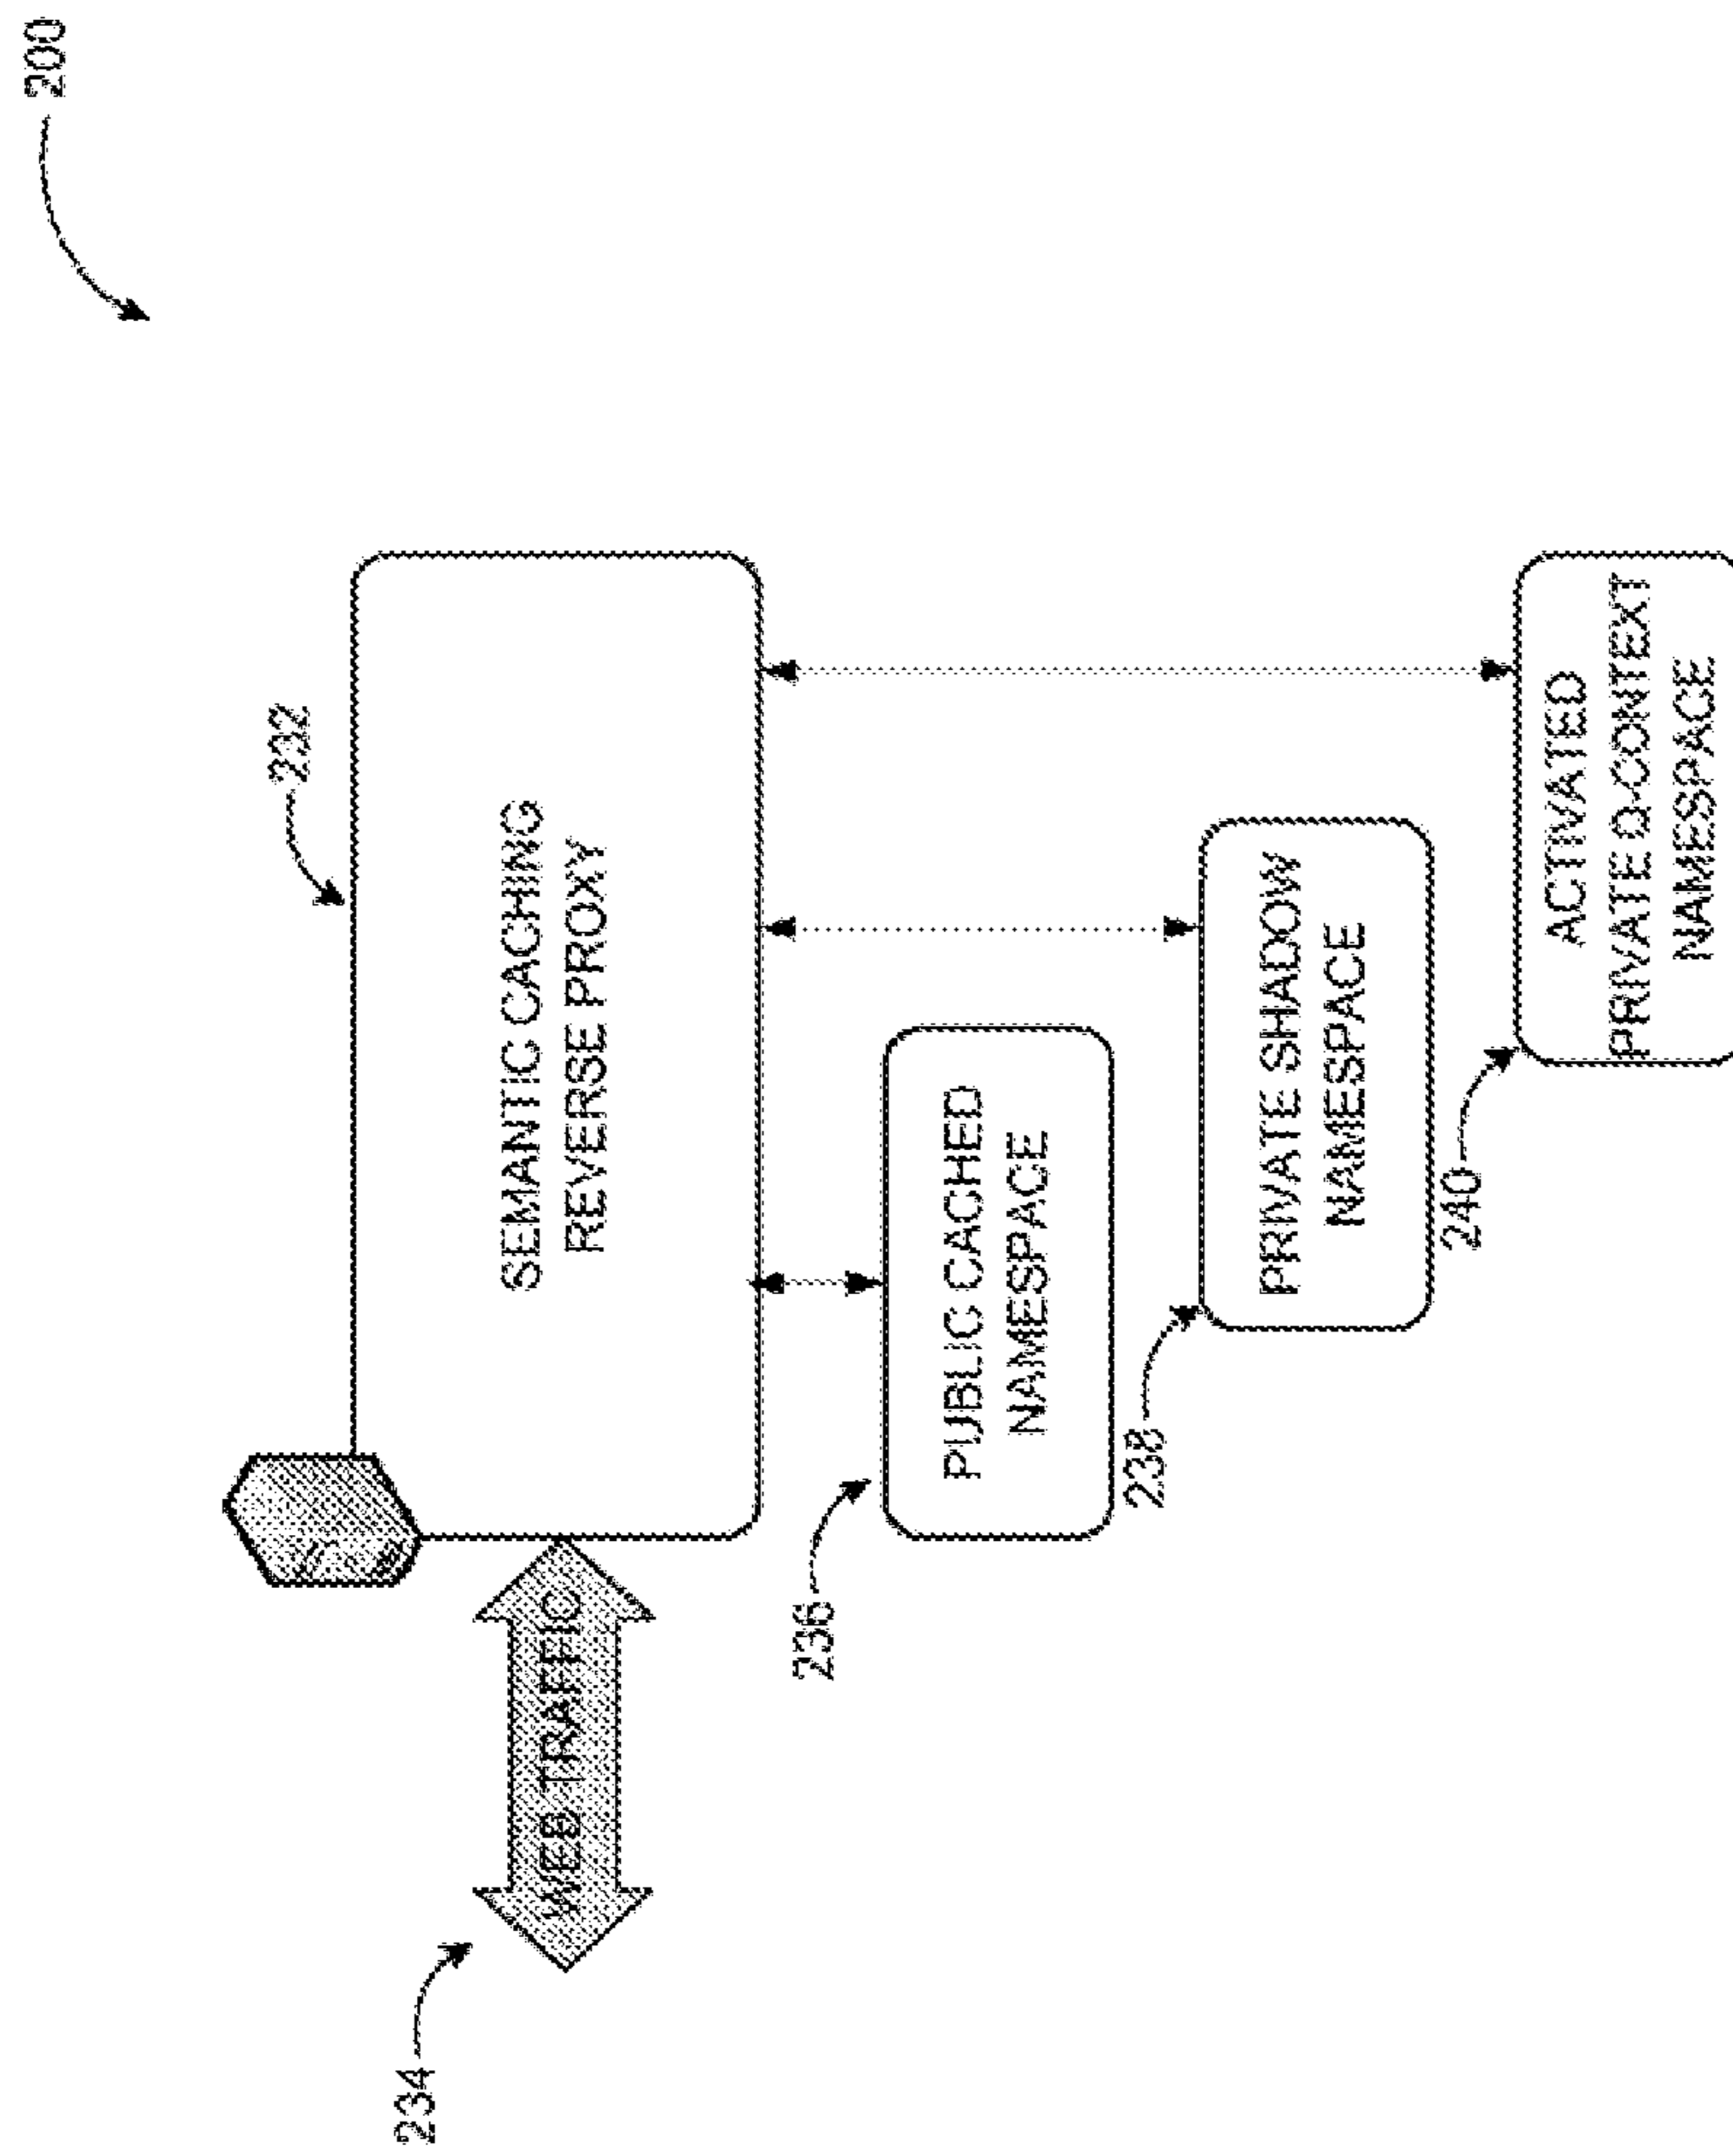 200
232
SEMANTIC CACHING
REVERSE PROXY
234
WEB TRAFFIC
236
PUBLIC CACHED
NAMESPACE
238
PRIVATE SHADOW
NAMESPACE
240
ACTIVATED
PRIVATE Q-CONTEXT
NAMESPACE